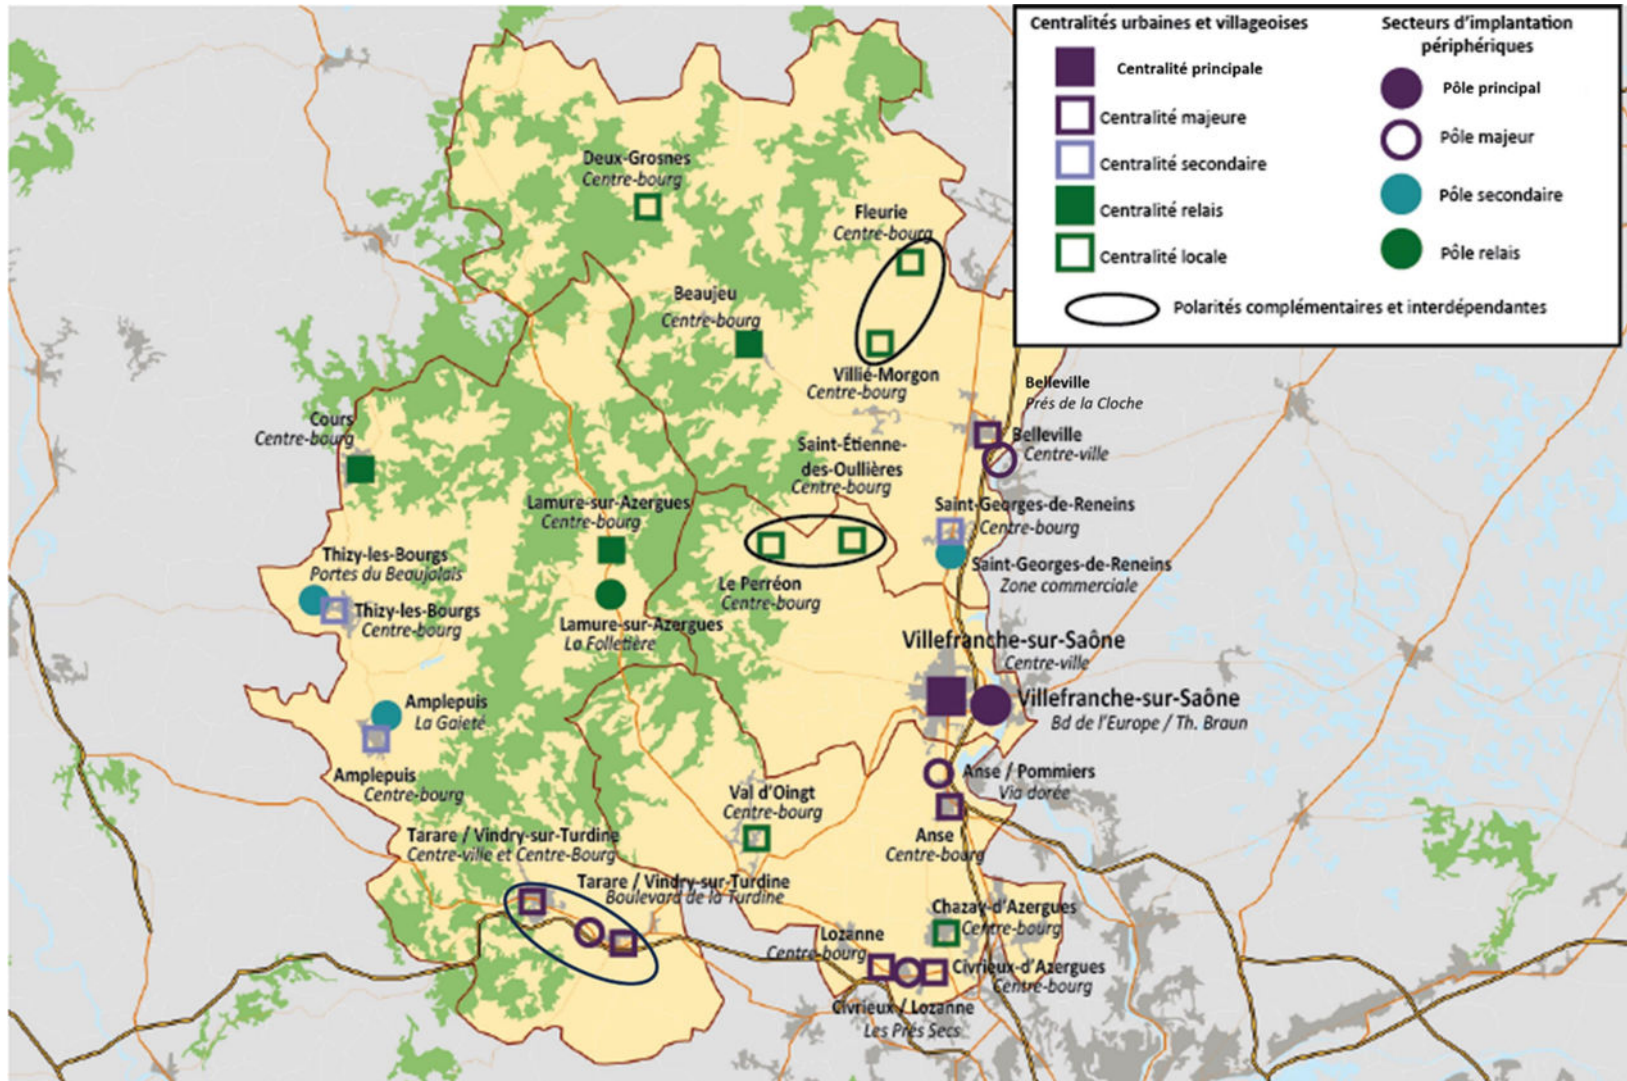 Centralités urbaines et villageoises
Centralité principale
Centralité majeure
Centralité secondaire
Centralité relais
Centralité locale
Secteurs d'implantation
périphériques
Pôle principal
Pôle majeur
Pôle secondaire
Pôle relais
Polarités complémentaires et interdépendantes
Deux-Grosnes
Centre-bourg
Fleurie
Centre-bourg
Beaujeu
Centre-bourg
Villié-Morgon
Centre-bourg
Belleville
Prés de la Cloche
Belleville
Centre-ville
Cours
Centre-bourg
Saint-Étienne-
des-Oullières
Centre-bourg
Lamure-sur-Azergues
Centre-bourg
Saint-Georges-de-Reneins
Centre-bourg
Saint-Georges-de-Reneins
Zone commerciale
Thizy-les-Bourgs
Portes du Beaujolais
Thizy-les-Bourgs
Centre-bourg
Le Perréon
Centre-bourg
Lamure-sur-Azergues
La Folletière
Villefranche-sur-Saône
Centre-ville
Villefranche-sur-Saône
Bd de l'Europe / Th. Braun
Amplepuis
La Gaieté
Amplepuis
Centre-bourg
Anse / Pommiers
Via dorée
Val d'Oingt
Centre-bourg
Anse
Centre-bourg
Tarare / Vindry-sur-Turdine
Centre-ville et Centre-Bourg
Tarare / Vindry-sur-Turdine
Boulevard de la Turdine
Chazay-d'Azergues
Centre-bourg
Lozanne
Centre-bourg
Civrieux-d'Azergues
Centre-bourg
Civrieux / Lozanne
Les Prés Secs